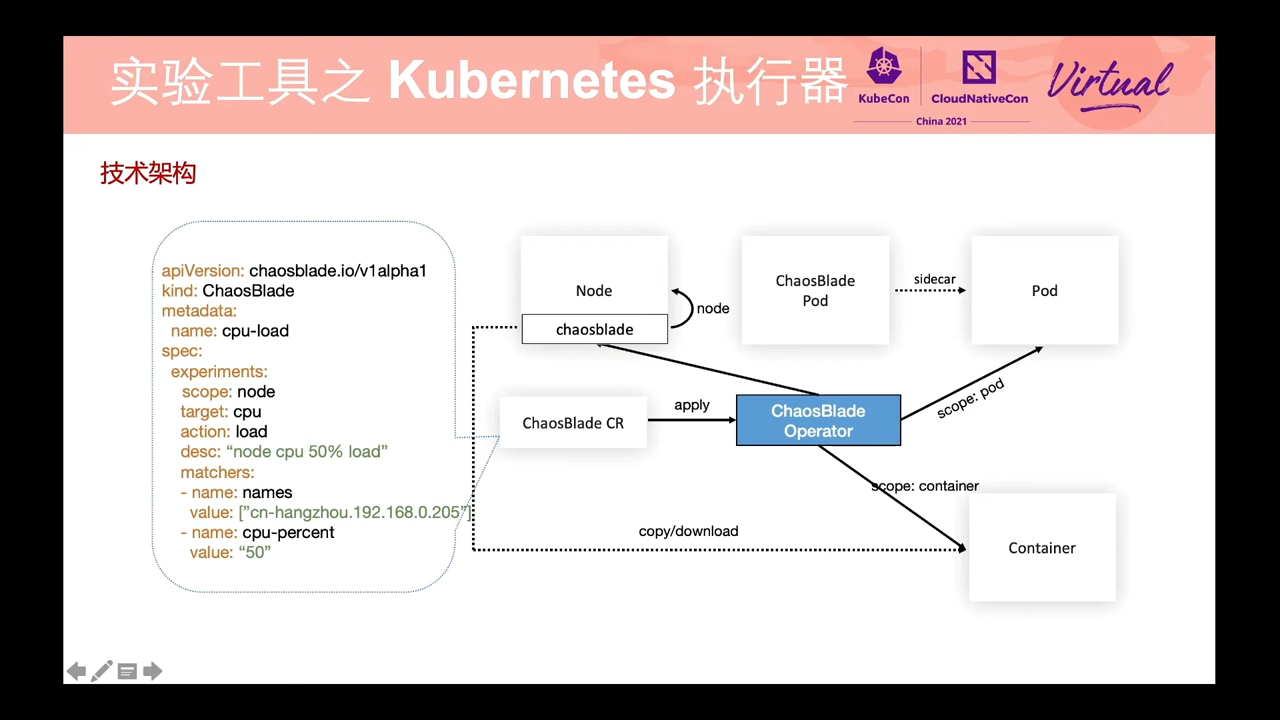 实验工具之 Kubernetes 执行器
KubeCon
CloudNativeCon
China 2021
Virtual
技术架构
apiVersion: chaosblade.io/v1alpha1
kind: ChaosBlade
metadata:
name: cpu-load
spec:
experiments:
scope: node
target: cpu
action: load
desc: “node cpu 50% load”
matchers:
- name: names
value: [”cn-hangzhou.192.168.0.205”]
- name: cpu-percent
value: “50”
Node
chaosblade
node
ChaosBlade
Pod
sidecar
Pod
ChaosBlade CR
apply
ChaosBlade
Operator
scope: pod
scope: container
copy/download
Container